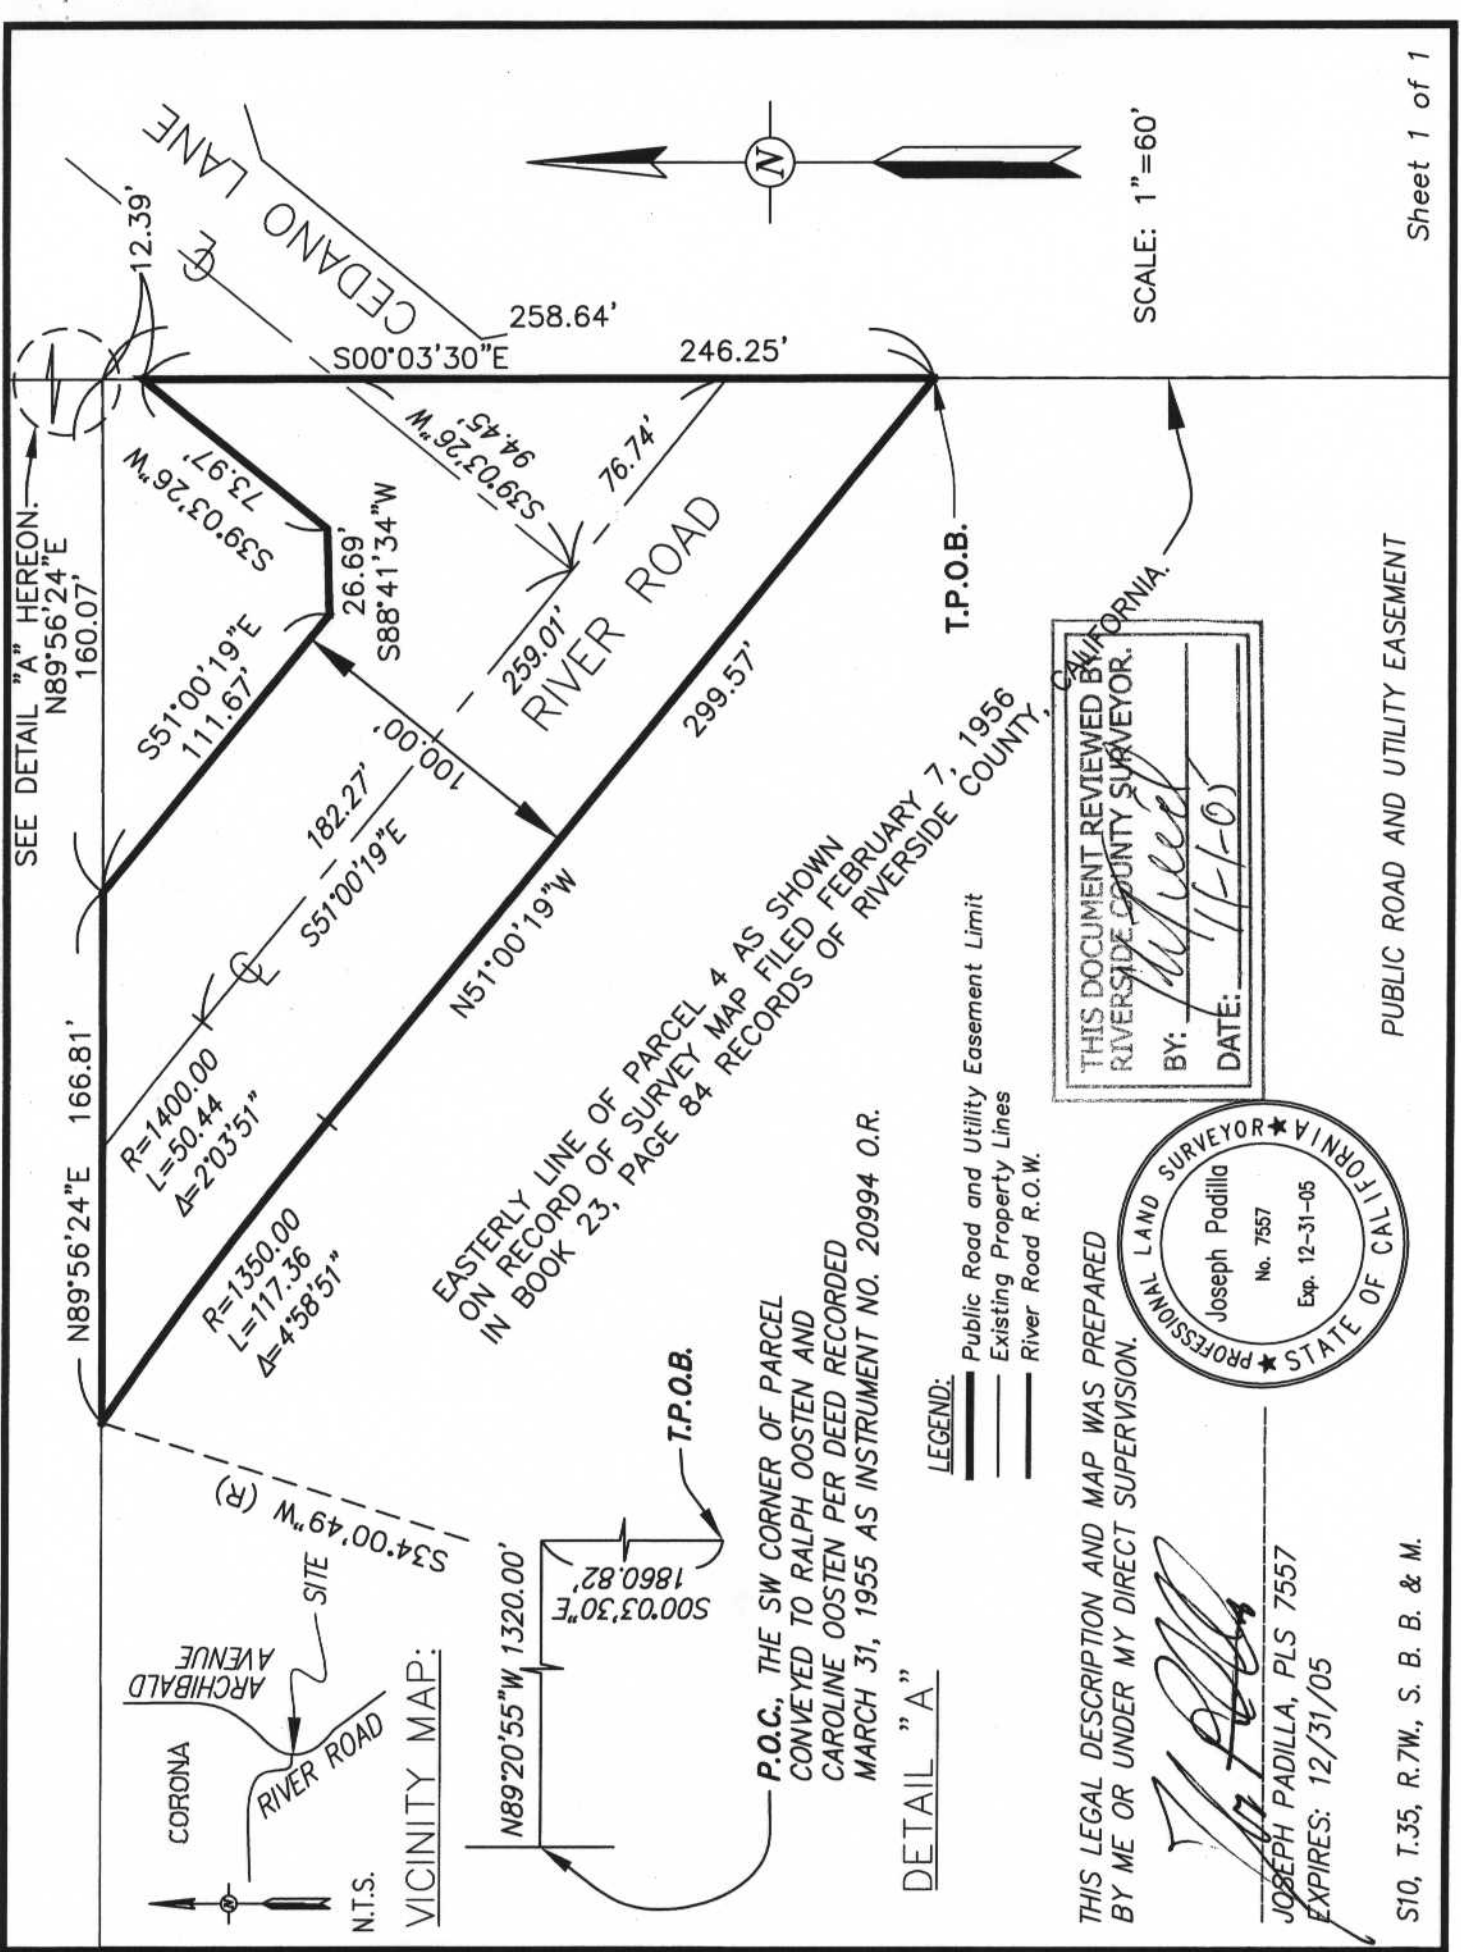 SEE DETAIL "A" HEREON.
N89°56'24"E
160.07'
12.39'
N89°56'24"E 166.81'
S51°00'19"E
111.67'
S39°03'26"W
73.97'
26.69'
S88°41'34"W
CEDANO LANE
℄
S00°03'30"E
258.64'
246.25'
S39°03'26"W
94.45'
76.74'
259.01'
RIVER ROAD
100.00'
182.27'
S51°00'19"E
℄
R=1400.00
L=50.44
Δ=2°03'51"
R=1350.00
L=117.36
Δ=4°58'51"
N51°00'19"W
299.57'
T.P.O.B.
S34°00'49"W (R)
EASTERLY LINE OF PARCEL 4 AS SHOWN
ON RECORD OF SURVEY MAP FILED FEBRUARY 7, 1956
IN BOOK 23, PAGE 84 RECORDS OF RIVERSIDE COUNTY, CALIFORNIA.
N
SCALE: 1"=60'
CORONA
ARCHIBALD
AVENUE
SITE
RIVER ROAD
N
N.T.S.
VICINITY MAP:
N89°20'55"W 1320.00'
S00°03'30"E
1860.82'
T.P.O.B.
P.O.C., THE SW CORNER OF PARCEL
CONVEYED TO RALPH OOSTEN AND
CAROLINE OOSTEN PER DEED RECORDED
MARCH 31, 1955 AS INSTRUMENT NO. 20994 O.R.
DETAIL "A"
LEGEND:
Public Road and Utility Easement Limit
Existing Property Lines
River Road R.O.W.
THIS LEGAL DESCRIPTION AND MAP WAS PREPARED
BY ME OR UNDER MY DIRECT SUPERVISION.
JOSEPH PADILLA, PLS 7557
EXPIRES: 12/31/05
PROFESSIONAL LAND SURVEYOR
Joseph Padilla
No. 7557
Exp. 12-31-05
STATE OF CALIFORNIA
THIS DOCUMENT REVIEWED BY
RIVERSIDE COUNTY SURVEYOR.
BY:
DATE: 11-1-05
S10, T.35, R.7W., S. B. B. & M.
PUBLIC ROAD AND UTILITY EASEMENT
Sheet 1 of 1